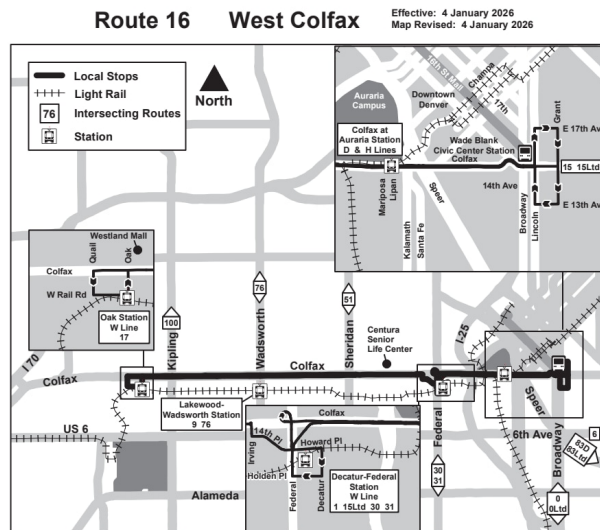 Route 16 West Colfax
Effective: 4 January 2026
Map Revised: 4 January 2026
Local Stops
Light Rail
76 Intersecting Routes
Station
North
Auraria
Campus
Downtown
Denver
16th St Mall
Champa
17th
Grant
E 17th Ave
Colfax at
Auraria Station
D & H Lines
Wade Blank
Civic Center Station
Colfax
15 15Ltd
14th Ave
E 13th Ave
Mariposa
Lipan
Kalamath
Santa Fe
Speer
Broadway
Lincoln
Westland Mall
Quail
Oak
Colfax
W Rail Rd
Oak Station
W Line
17
I 70
100
Kipling
76
Wadsworth
51
Sheridan
Centura
Senior
Life Center
I-25
Colfax
Colfax
US 6
Lakewood-
Wadsworth Station
9 76
Federal
Speer
6th Ave
Broadway
83D
83Ltd
6
30
31
0
0Ltd
Alameda
Colfax
14th Pl
Irving
Howard Pl
Holden Pl
Federal
Decatur
Decatur-Federal
Station
W Line
1 15Ltd 30 31